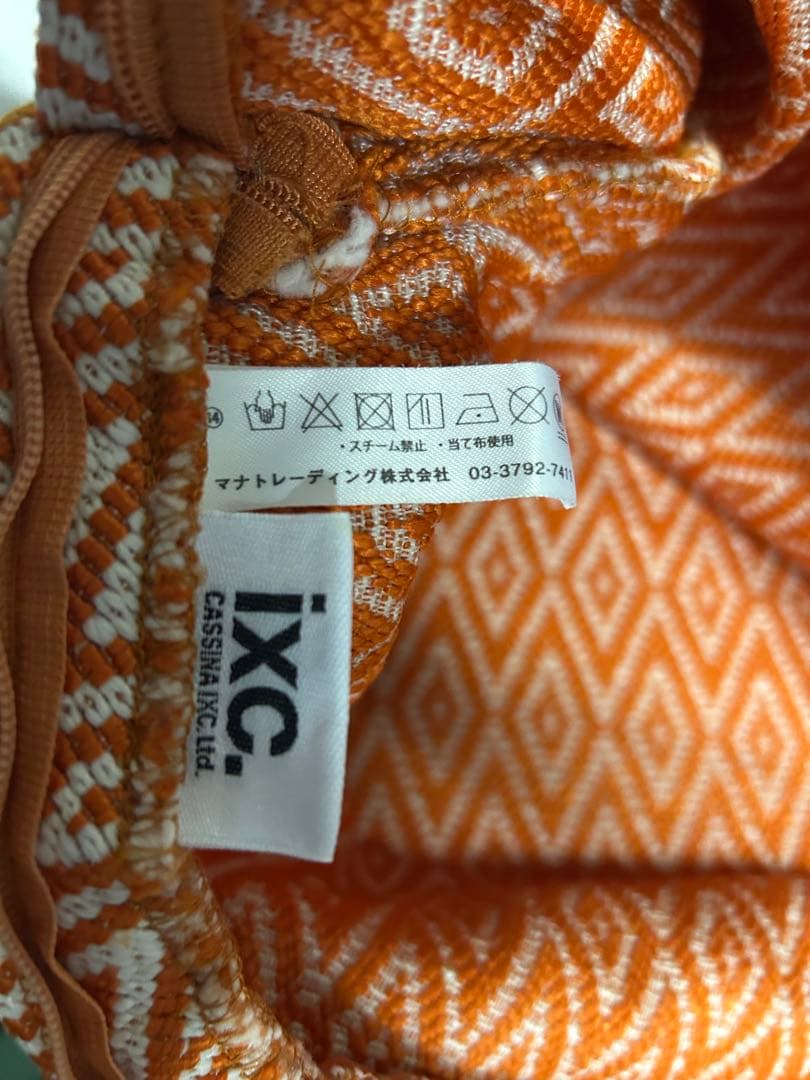 ・スチーム禁止 ・当て布使用
マナトレーディング株式会社 03-3792-7411
ixc.
CASSINA IXC. Ltd.